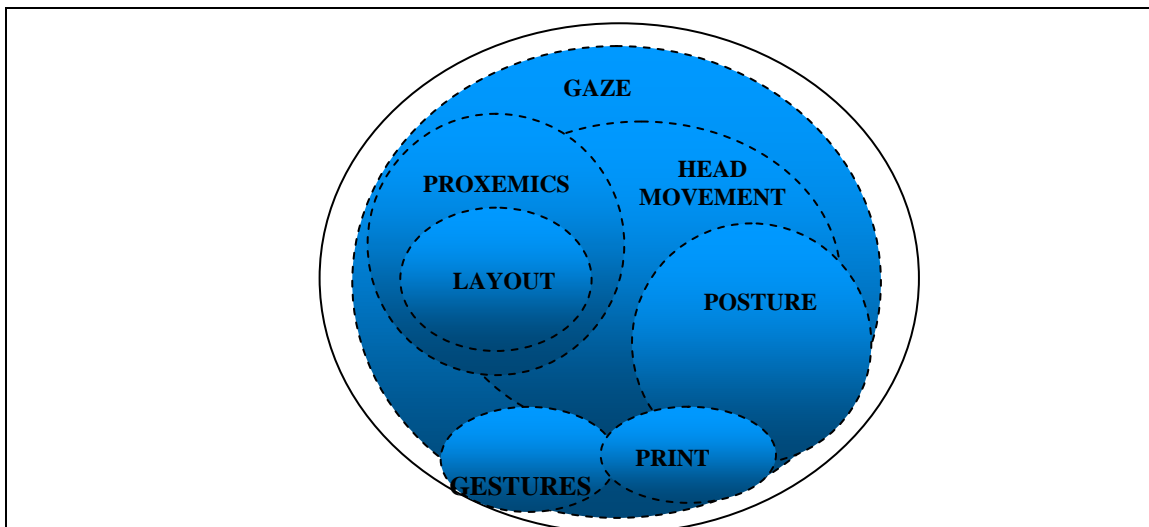 GAZE
HEAD
MOVEMENT
PROXEMICS
LAYOUT
POSTURE
PRINT
GESTURES